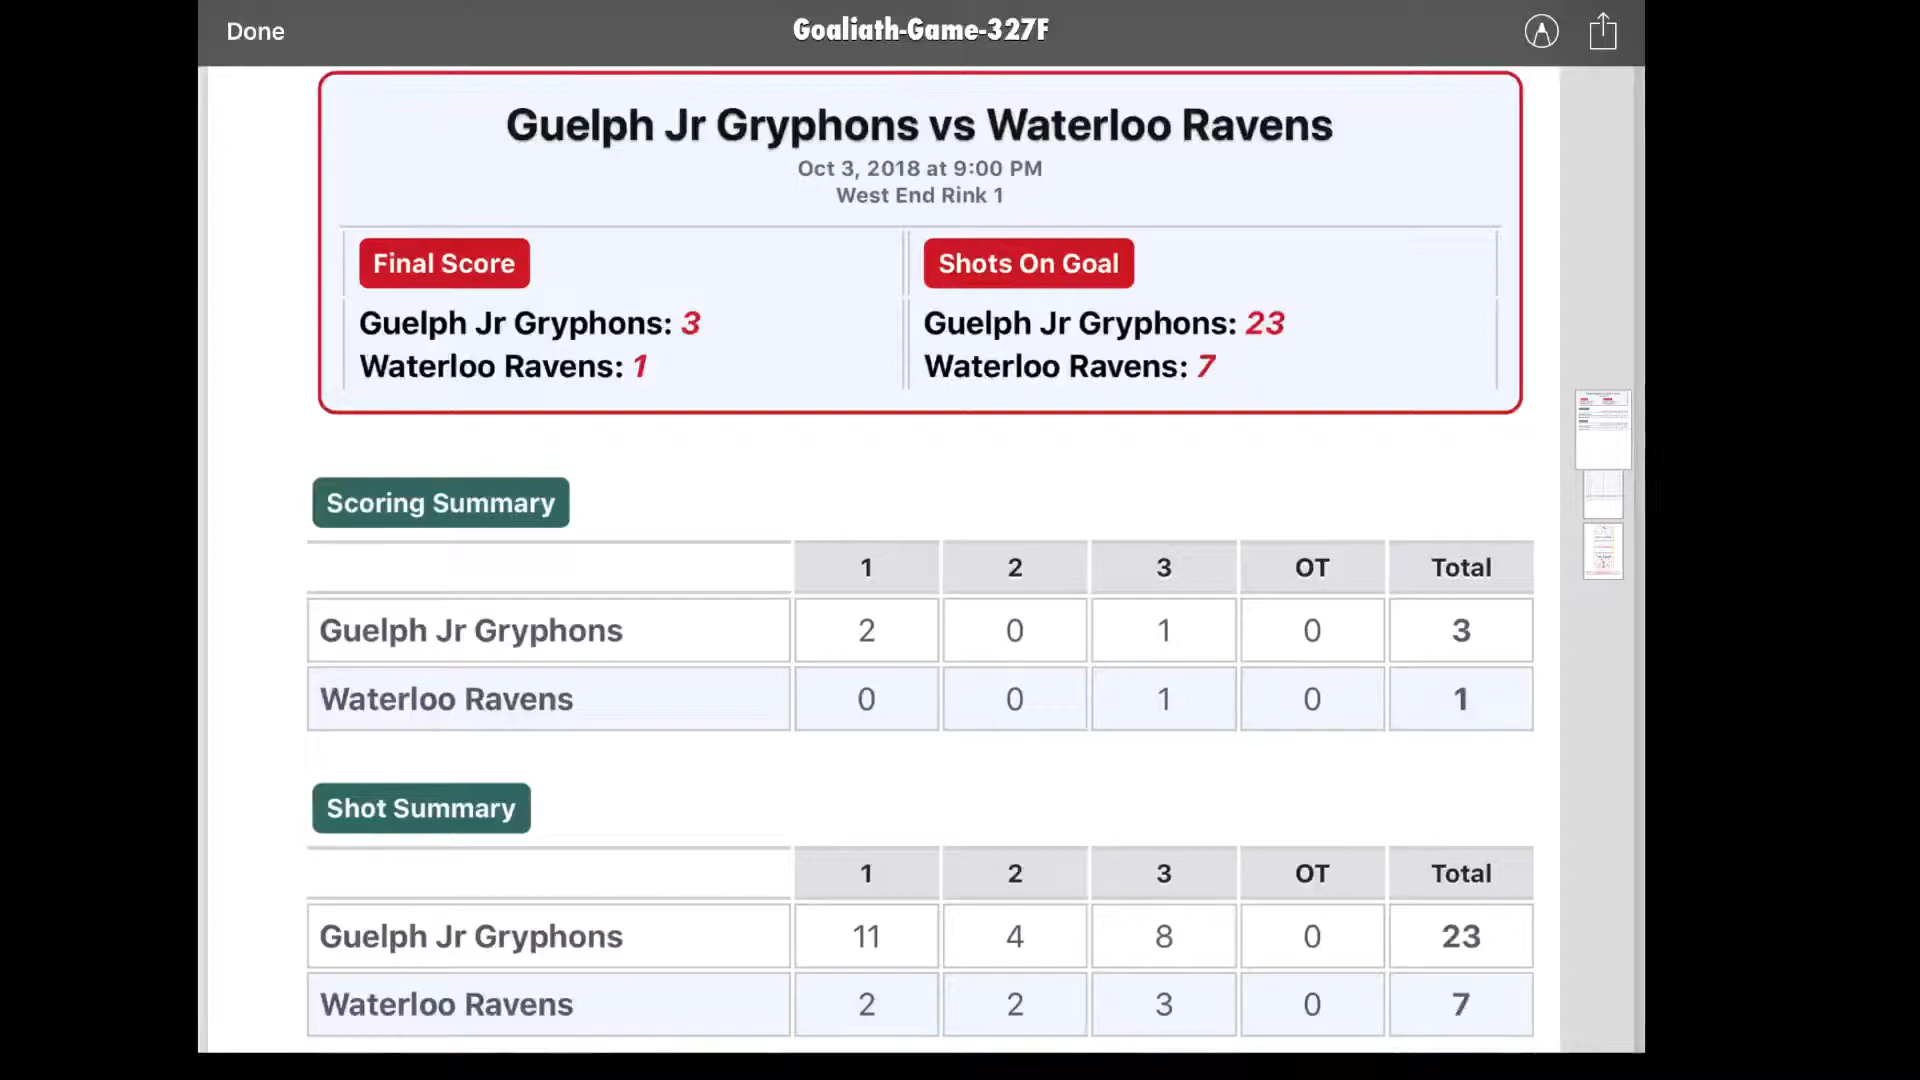 Done
Goaliath-Game-327F
Guelph Jr Gryphons vs Waterloo Ravens
Oct 3, 2018 at 9:00 PM
West End Rink 1
Final Score
Shots On Goal
Guelph Jr Gryphons: 3
Guelph Jr Gryphons: 23
Waterloo Ravens: 1
Waterloo Ravens: 7
Scoring Summary
1 2 3 OT Total
Guelph Jr Gryphons 2 0 1 0 3
Waterloo Ravens 0 0 1 0 1
Shot Summary
1 2 3 OT Total
Guelph Jr Gryphons 11 4 8 0 23
Waterloo Ravens 2 2 3 0 7